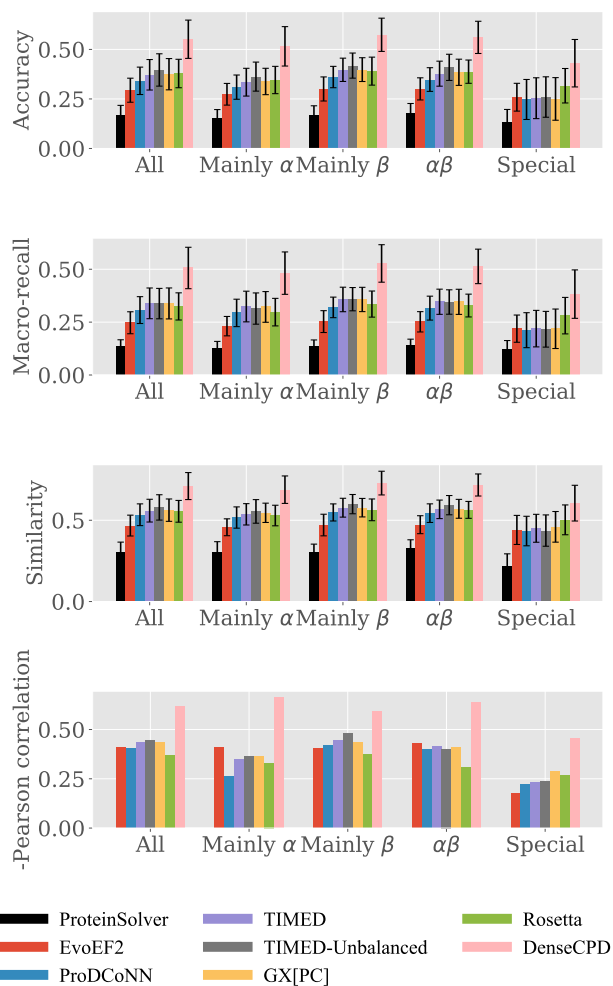 Accuracy
0.50
0.25
0.00
All Mainly α Mainly β αβ Special
Macro-recall
0.50
0.25
0.00
All Mainly α Mainly β αβ Special
Similarity
0.5
0.0
All Mainly α Mainly β αβ Special
-Pearson correlation
0.50
0.25
0.00
All Mainly α Mainly β αβ Special
ProteinSolver TIMED Rosetta
EvoEF2 TIMED-Unbalanced DenseCPD
ProDCoNN GX[PC]